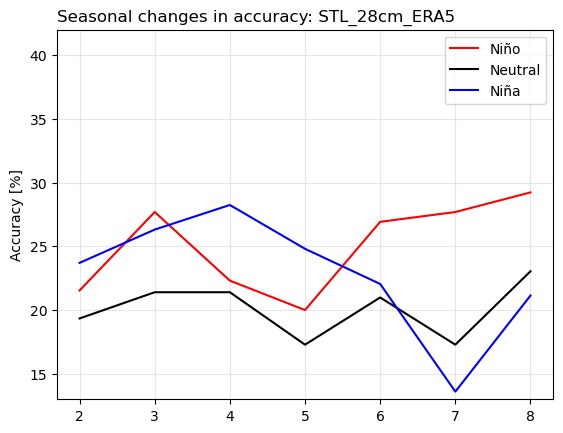 Seasonal changes in accuracy: STL_28cm_ERA5
40
35
30
25
20
15
Accuracy [%]
Niño
Neutral
Niña
2 3 4 5 6 7 8